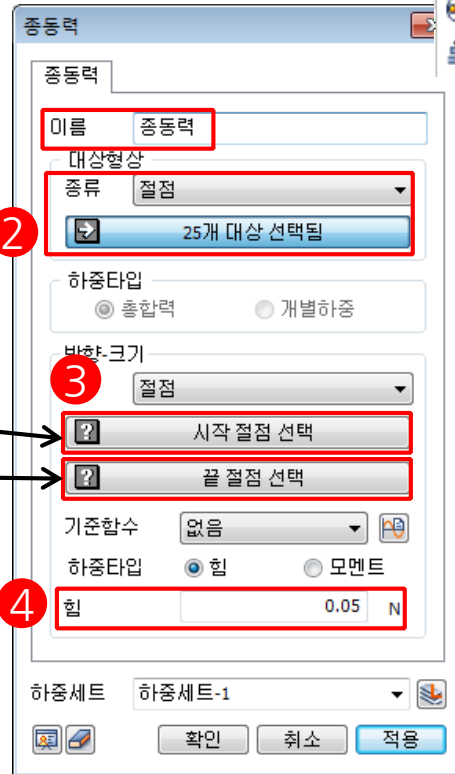 종동력
종동력
이름 종동력
대상형상
종류 절점
2
25개 대상 선택됨
하중타입
총합력 개별하중
방향-크기
3
절점
? 시작 절점 선택
? 끝 절점 선택
기준함수 없음
하중타입 힘 모멘트
4
힘 0.05 N
하중세트 하중세트-1
확인 취소 적용